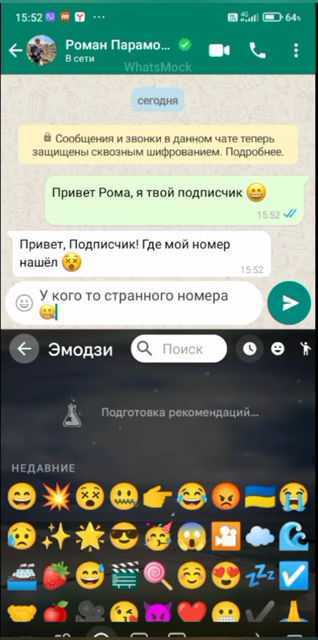 15:52
4G
64%
Роман Парамо...
В сети
WhatsMock
сегодня
Сообщения и звонки в данном чате теперь
защищены сквозным шифрованием. Подробнее.
Привет Рома, я твой подписчик 😄
15:52
Привет, Подписчик! Где мой номер
нашёл 😵
15:52
У кого то странного номера
🤐
Эмодзи
Поиск
Подготовка рекомендаций...
НЕДАВНИЕ